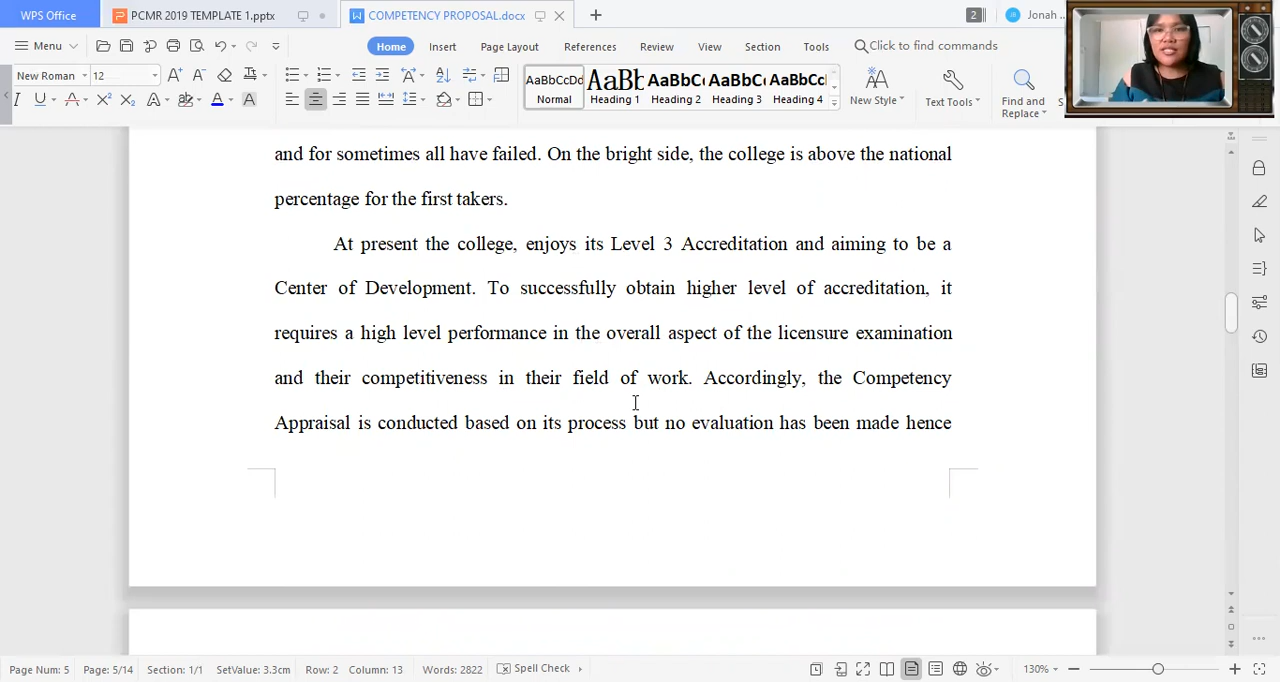 WPS Office PCMR 2019 TEMPLATE 1.pptx COMPETENCY PROPOSAL.docx 2 Jonah ...
Menu Home Insert Page Layout References Review View Section Tools Click to find commands
New Roman 12 AaBbCcDd AaBb AaBbC AaBbC AaBbC
Normal Heading 1 Heading 2 Heading 3 Heading 4 New Style Text Tools Find and
Replace
and for sometimes all have failed. On the bright side, the college is above the national
percentage for the first takers.
At present the college, enjoys its Level 3 Accreditation and aiming to be a
Center of Development. To successfully obtain higher level of accreditation, it
requires a high level performance in the overall aspect of the licensure examination
and their competitiveness in their field of work. Accordingly, the Competency
Appraisal is conducted based on its process but no evaluation has been made hence
Page Num: 5 Page: 5/14 Section: 1/1 SetValue: 3.3cm Row: 2 Column: 13 Words: 2822 Spell Check 130%